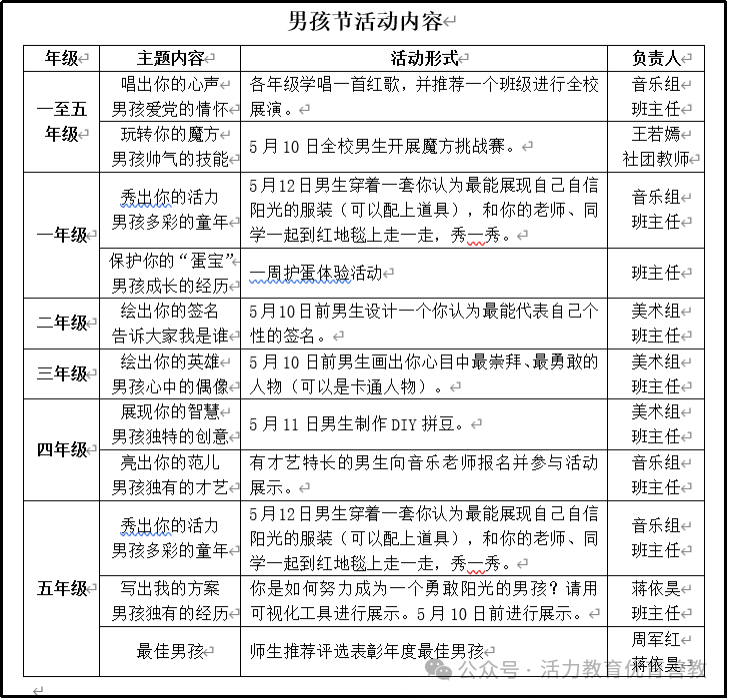 男孩节活动内容
年级 主题内容 活动形式 负责人
一至五
年级
唱出你的心声
男孩爱党的情怀
各年级学唱一首红歌，并推荐一个班级进行全校
展演。
音乐组
班主任
玩转你的魔方
男孩帅气的技能
5月10日全校男生开展魔方挑战赛。
王若嫣
社团教师
一年级
秀出你的活力
男孩多彩的童年
5月12日男生穿着一套你认为最能展现自己自信
阳光的服装（可以配上道具），和你的老师、同
学一起到红地毯上走一走，秀一秀。
音乐组
班主任
保护你的“蛋宝”
男孩成长的经历
一周护蛋体验活动
班主任
二年级
绘出你的签名
告诉大家我是谁
5月10日前男生设计一个你认为最能代表自己个
性的签名。
美术组
班主任
三年级
绘出你的英雄
男孩心中的偶像
5月10日前男生画出你心目中最崇拜、最勇敢的
人物（可以是卡通人物）。
美术组
班主任
四年级
展现你的智慧
男孩独特的创意
5月11日男生制作DIY拼豆。
美术组
班主任
亮出你的范儿
男孩独有的才艺
有才艺特长的男生向音乐老师报名并参与活动
展示。
音乐组
班主任
五年级
秀出你的活力
男孩多彩的童年
5月12日男生穿着一套你认为最能展现自己自信
阳光的服装（可以配上道具），和你的老师、同
学一起到红地毯上走一走，秀一秀。
音乐组
班主任
写出我的方案
男孩独有的经历
你是如何努力成为一个勇敢阳光的男孩？请用
可视化工具进行展示。5月10日前进行展示。
蒋依昊
班主任
最佳男孩
师生推荐评选表彰年度最佳男孩
周军红
蒋依昊
公众号·活力教育优育善教